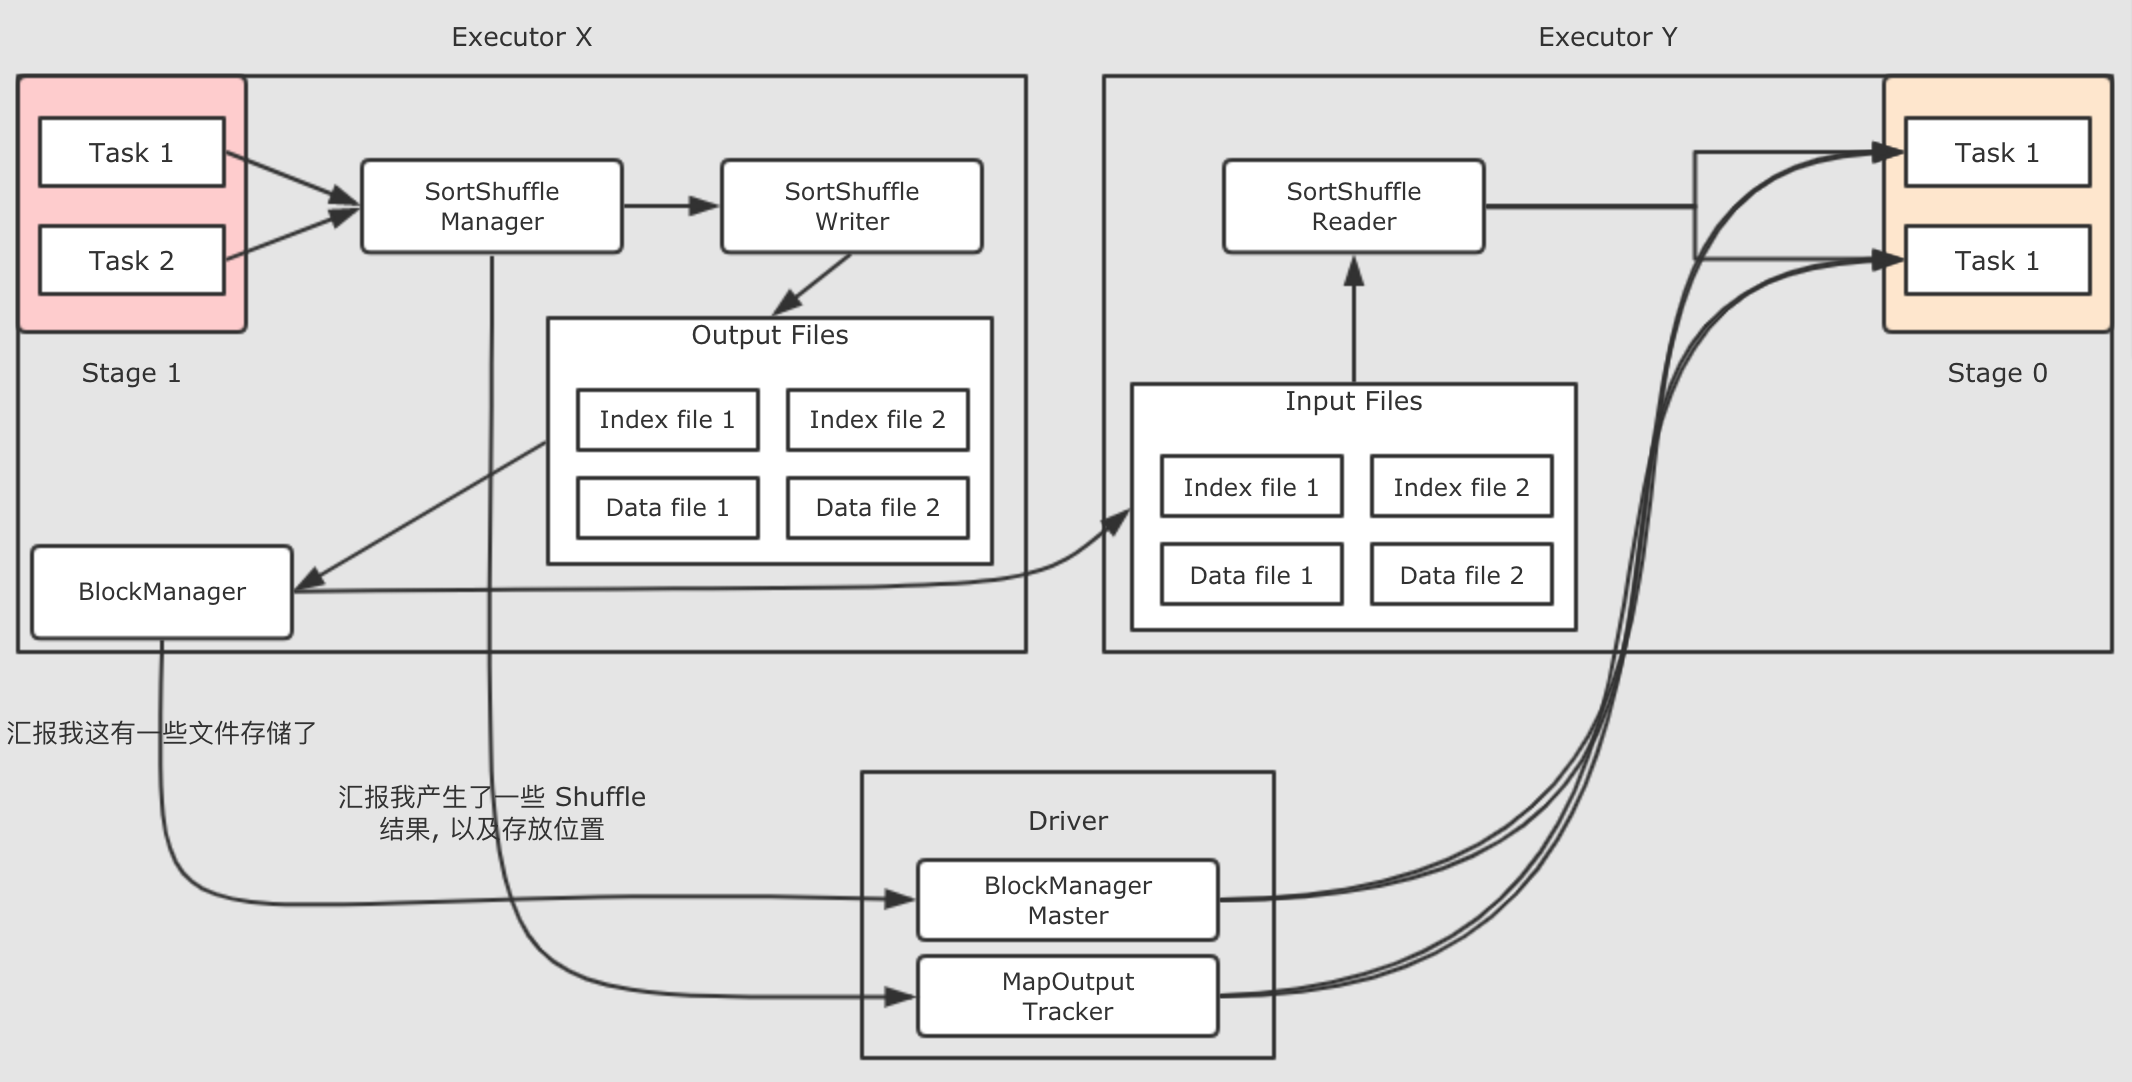 Executor X
Executor Y
Task 1
Task 2
Stage 1
SortShuffle
Manager
SortShuffle
Writer
Output Files
Index file 1
Index file 2
Data file 1
Data file 2
BlockManager
SortShuffle
Reader
Input Files
Index file 1
Index file 2
Data file 1
Data file 2
Task 1
Task 1
Stage 0
汇报我这有一些文件存储了
汇报我产生了一些 Shuffle
结果, 以及存放位置
Driver
BlockManager
Master
MapOutput
Tracker